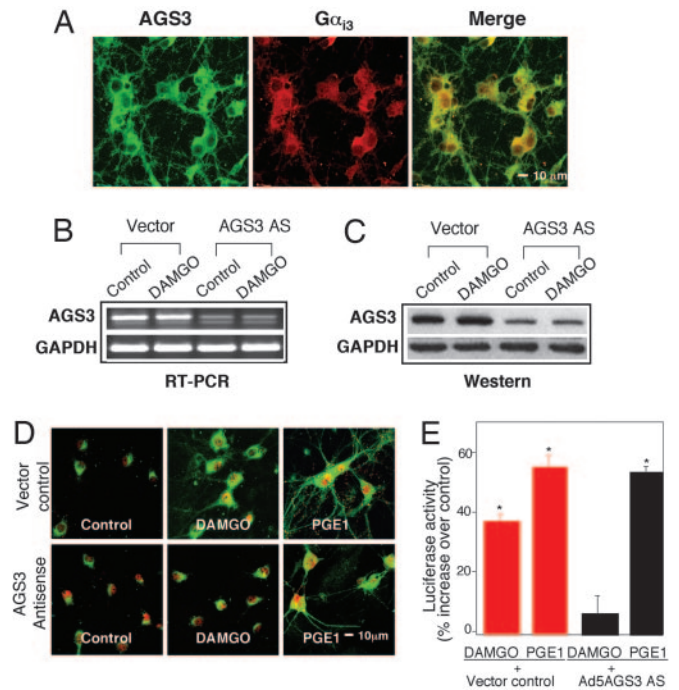 A
AGS3 Gαi3 Merge
10 µm
B
Vector AGS3 AS
Control DAMGO Control DAMGO
AGS3
GAPDH
RT-PCR
C
Vector AGS3 AS
Control DAMGO Control DAMGO
AGS3
GAPDH
Western
D
Vector control
Control DAMGO PGE1
AGS3 Antisense
Control DAMGO PGE1 10µm
E
Luciferase activity
(% increase over control)
60
40
20
0
* * *
DAMGO PGE1 DAMGO PGE1
+ +
Vector control Ad5AGS3 AS